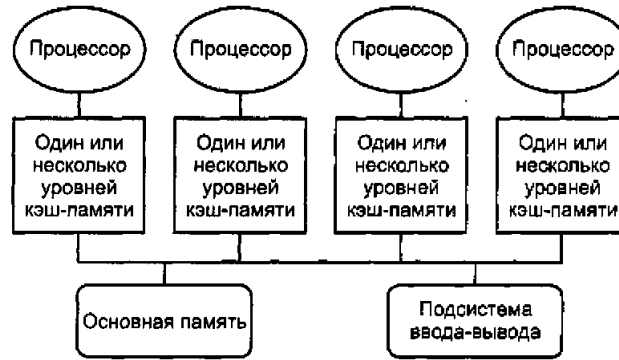 Процессор
Процессор
Процессор
Процессор
Один или
несколько
уровней
кэш-памяти
Один или
несколько
уровней
кэш-памяти
Один или
несколько
уровней
кэш-памяти
Один или
несколько
уровней
кэш-памяти
Основная память
Подсистема
ввода-вывода